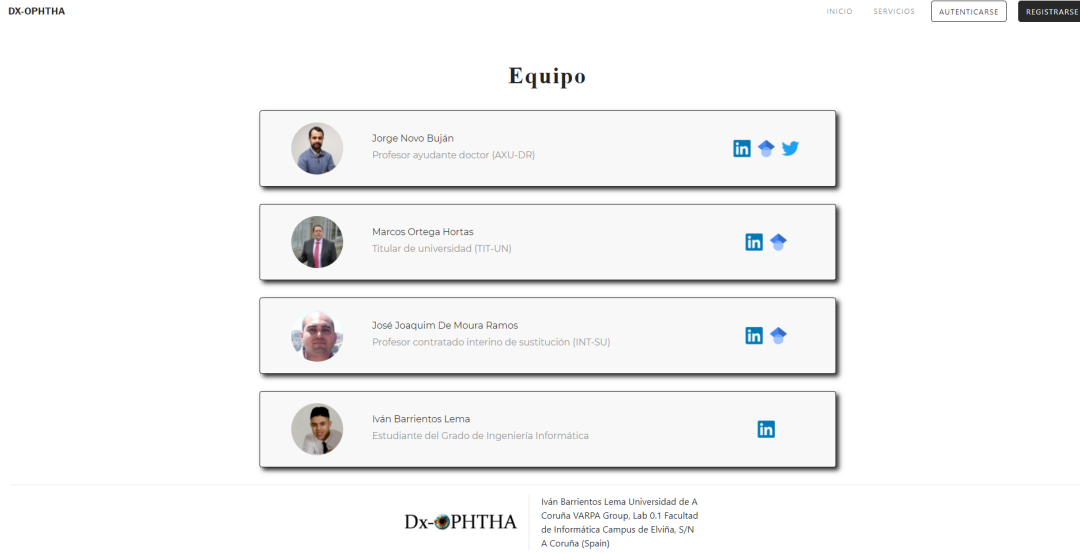 DX-OPHTHA
INICIO
SERVICIOS
AUTENTICARSE
REGISTRARSE
Equipo
Jorge Novo Buján
Profesor ayudante doctor (AXU-DR)
Marcos Ortega Hortas
Titular de universidad (TIT-UN)
José Joaquim De Moura Ramos
Profesor contratado interino de sustitución (INT-SU)
Iván Barrientos Lema
Estudiante del Grado de Ingeniería Informática
Dx-OPHTHA
Iván Barrientos Lema Universidad de A
Coruña VARPA Group, Lab 0.1 Facultad
de Informática Campus de Elviña, S/N
A Coruña (Spain)